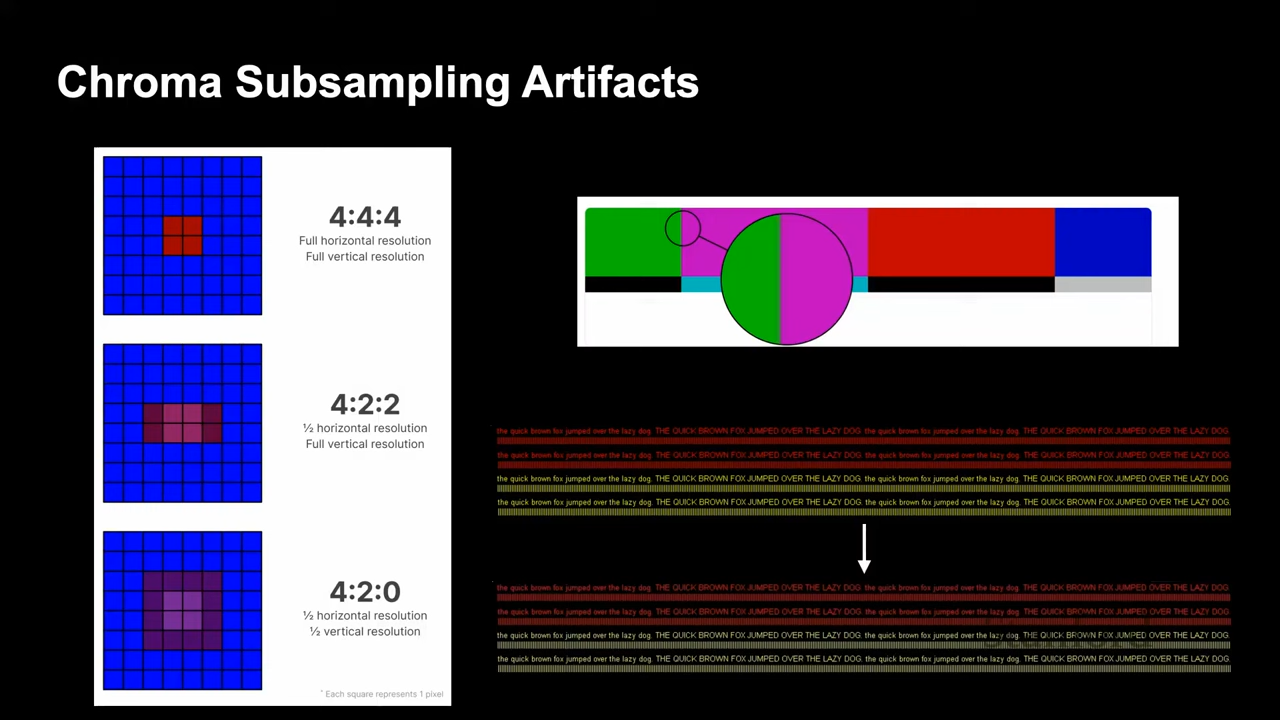 Chroma Subsampling Artifacts
4:4:4
Full horizontal resolution
Full vertical resolution
4:2:2
½ horizontal resolution
Full vertical resolution
4:2:0
½ horizontal resolution
½ vertical resolution
* Each square represents 1 pixel
the quick brown fox jumped over the lazy dog. THE QUICK BROWN FOX JUMPED OVER THE LAZY DOG. the quick brown fox jumped over the lazy dog. THE QUICK BROWN FOX JUMPED OVER THE LAZY DOG.
the quick brown fox jumped over the lazy dog. THE QUICK BROWN FOX JUMPED OVER THE LAZY DOG. the quick brown fox jumped over the lazy dog. THE QUICK BROWN FOX JUMPED OVER THE LAZY DOG.
the quick brown fox jumped over the lazy dog. THE QUICK BROWN FOX JUMPED OVER THE LAZY DOG. the quick brown fox jumped over the lazy dog. THE QUICK BROWN FOX JUMPED OVER THE LAZY DOG.
the quick brown fox jumped over the lazy dog. THE QUICK BROWN FOX JUMPED OVER THE LAZY DOG. the quick brown fox jumped over the lazy dog. THE QUICK BROWN FOX JUMPED OVER THE LAZY DOG.
the quick brown fox jumped over the lazy dog. THE QUICK BROWN FOX JUMPED OVER THE LAZY DOG. the quick brown fox jumped over the lazy dog. THE QUICK BROWN FOX JUMPED OVER THE LAZY DOG.
the quick brown fox jumped over the lazy dog. THE QUICK BROWN FOX JUMPED OVER THE LAZY DOG. the quick brown fox jumped over the lazy dog. THE QUICK BROWN FOX JUMPED OVER THE LAZY DOG.
the quick brown fox jumped over the lazy dog. THE QUICK BROWN FOX JUMPED OVER THE LAZY DOG. the quick brown fox jumped over the lazy dog. THE QUICK BROWN FOX JUMPED OVER THE LAZY DOG.
the quick brown fox jumped over the lazy dog. THE QUICK BROWN FOX JUMPED OVER THE LAZY DOG. the quick brown fox jumped over the lazy dog. THE QUICK BROWN FOX JUMPED OVER THE LAZY DOG.